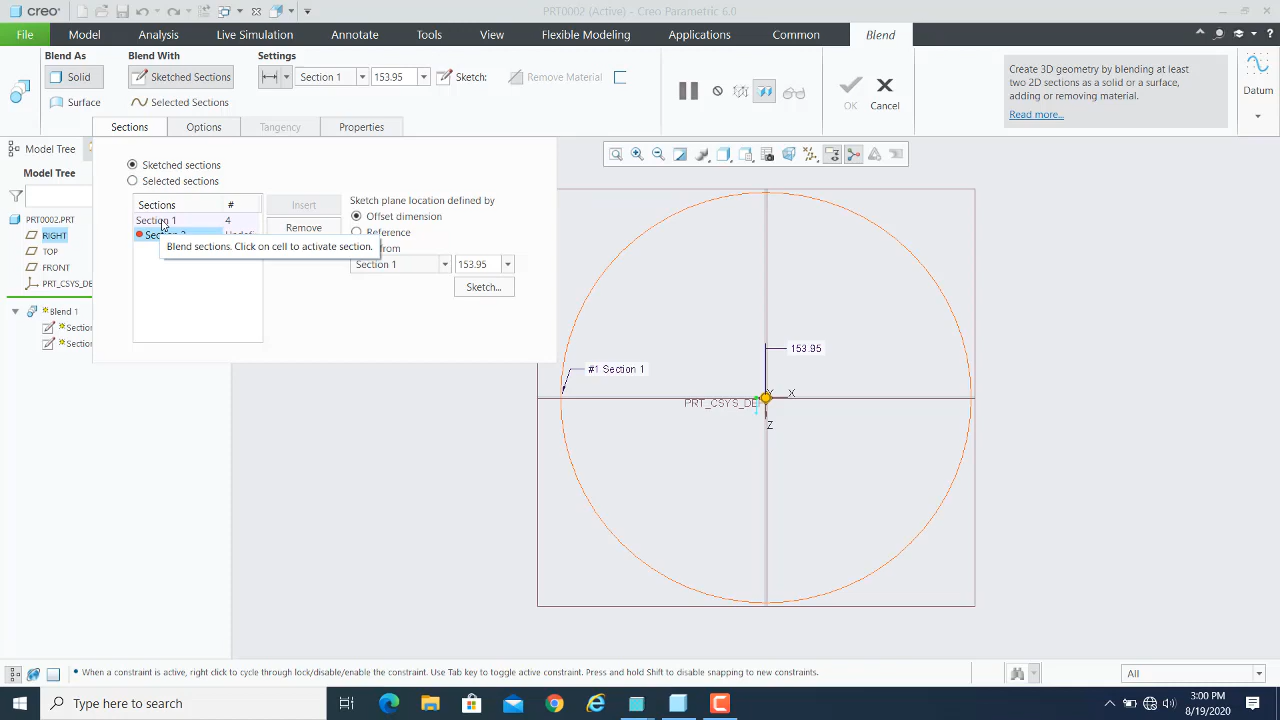 creo
PRT0002 (Active) - Creo Parametric 6.0
File Model Analysis Live Simulation Annotate Tools View Flexible Modeling Applications Common Blend
Blend As Blend With Settings
Solid Sketched Sections Section 1 153.95 Sketch: Remove Material
Surface Selected Sections
OK Cancel
Create 3D geometry by blending at least
two 2D sections as a solid or a surface,
adding or removing material.
Read more...
Datum
Sections Options Tangency Properties
Model Tree
Model Tree
PRT0002.PRT
RIGHT
TOP
FRONT
PRT_CSYS_DE
Blend 1
Section
Section
Sketched sections
Selected sections
Sections #
Section 1 4
Insert
Remove
Blend sections. Click on cell to activate section.
Sketch plane location defined by
Offset dimension
Reference
from
Section 1 153.95
Sketch...
153.95
#1 Section 1
PRT_CSYS_DE
Y
X
Z
When a constraint is active, right click to cycle through lock/disable/enable the constraint. Use Tab key to toggle active constraint. Press and hold Shift to disable snapping to new constraints.
All
Type here to search
3:00 PM
8/19/2020